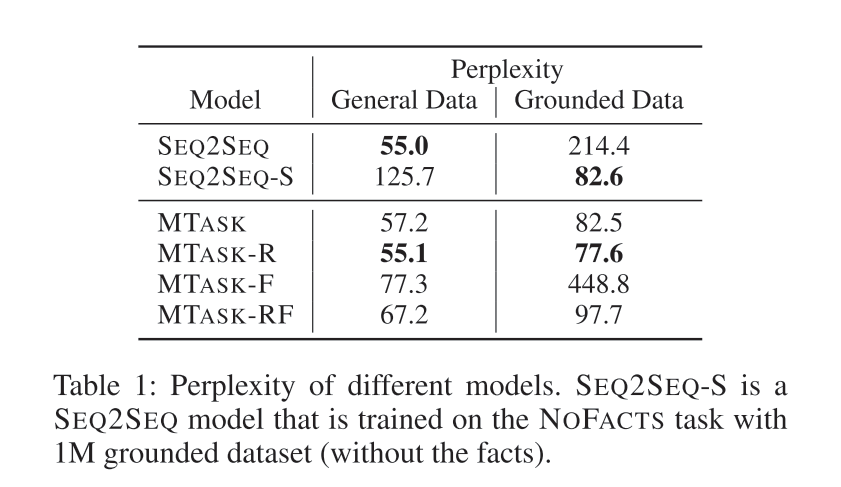 Perplexity
Model General Data Grounded Data
SEQ2SEQ 55.0 214.4
SEQ2SEQ-S 125.7 82.6
MTASK 57.2 82.5
MTASK-R 55.1 77.6
MTASK-F 77.3 448.8
MTASK-RF 67.2 97.7
Table 1: Perplexity of different models. SEQ2SEQ-S is a
SEQ2SEQ model that is trained on the NOFACTS task with
1M grounded dataset (without the facts).